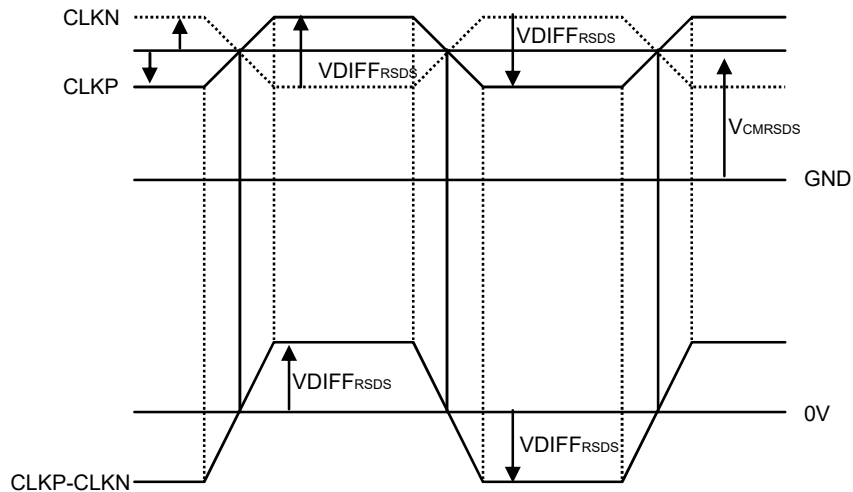 CLKN
VDIFFRSDS
VDIFFRSDS
CLKP
VCMRSDS
GND
VDIFFRSDS
0V
VDIFFRSDS
CLKP-CLKN